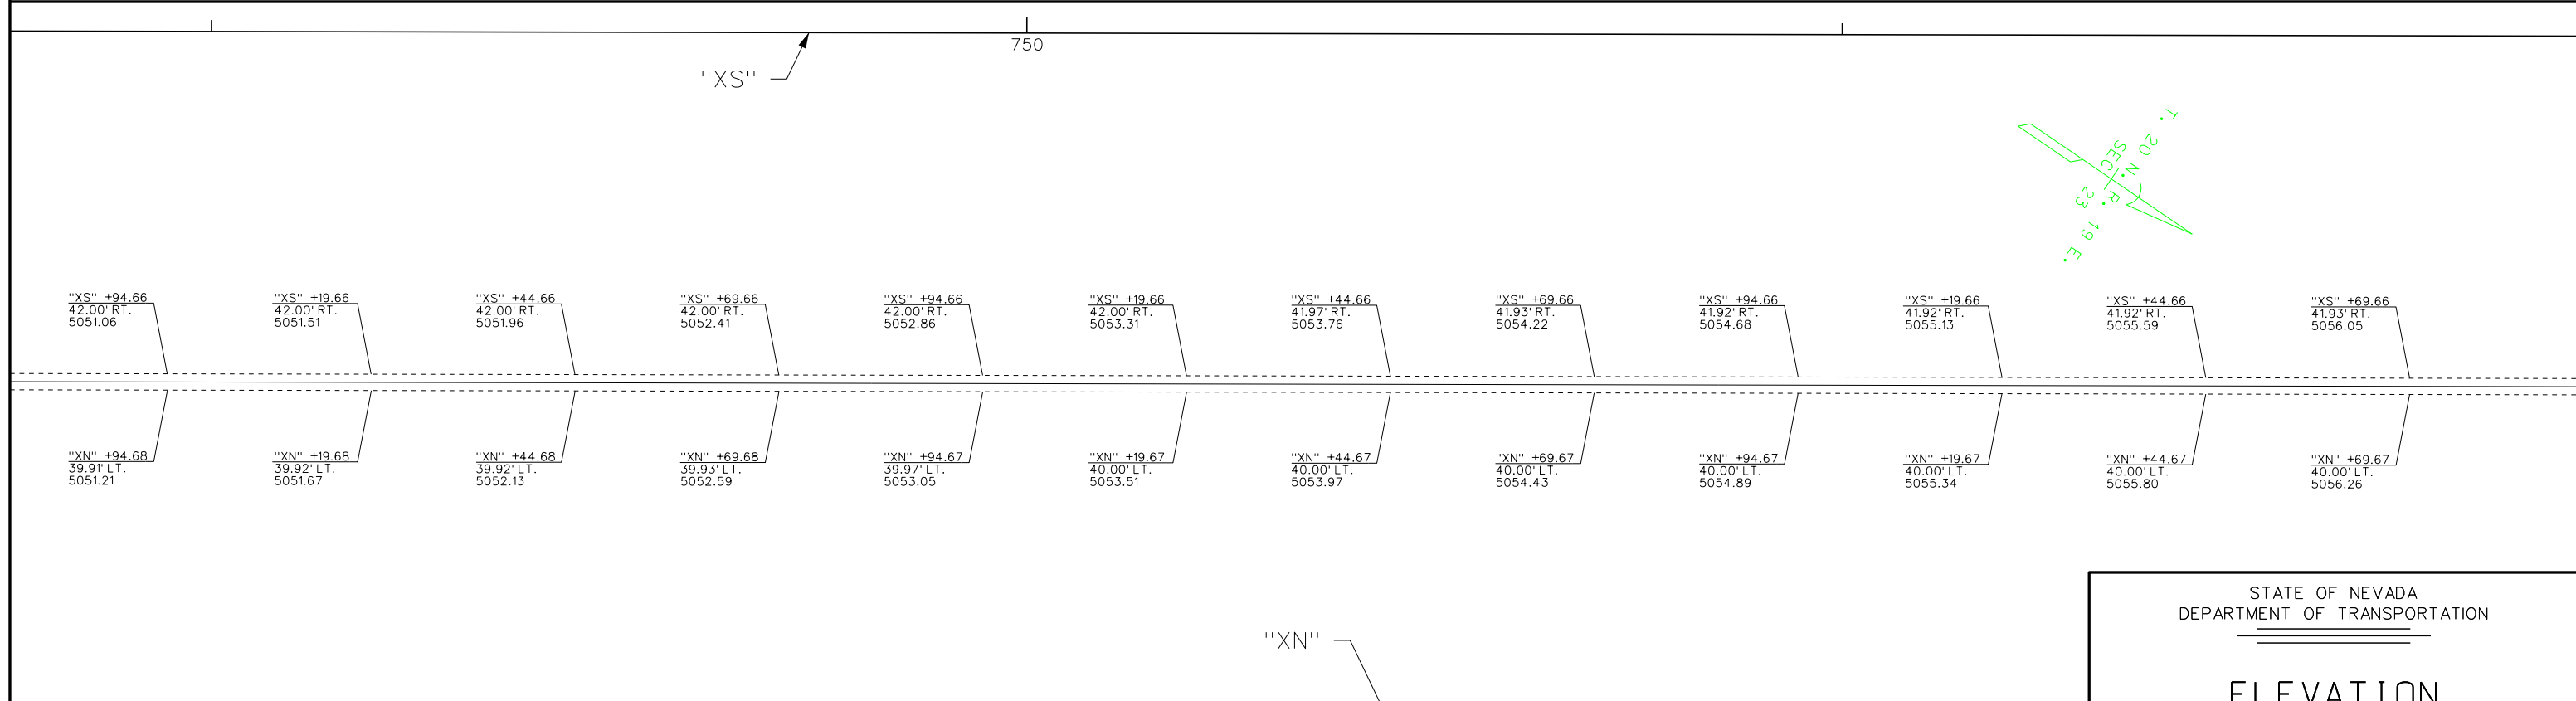 750
"XS"
T. 20 N. R. 19 E.
SEC 23
"XS" +94.66
42.00' RT.
5051.06
"XS" +19.66
42.00' RT.
5051.51
"XS" +44.66
42.00' RT.
5051.96
"XS" +69.66
42.00' RT.
5052.41
"XS" +94.66
42.00' RT.
5052.86
"XS" +19.66
42.00' RT.
5053.31
"XS" +44.66
41.97' RT.
5053.76
"XS" +69.66
41.93' RT.
5054.22
"XS" +94.66
41.92' RT.
5054.68
"XS" +19.66
41.92' RT.
5055.13
"XS" +44.66
41.92' RT.
5055.59
"XS" +69.66
41.93' RT.
5056.05
"XN" +94.68
39.91' LT.
5051.21
"XN" +19.68
39.92' LT.
5051.67
"XN" +44.68
39.92' LT.
5052.13
"XN" +69.68
39.93' LT.
5052.59
"XN" +94.67
39.97' LT.
5053.05
"XN" +19.67
40.00' LT.
5053.51
"XN" +44.67
40.00' LT.
5053.97
"XN" +69.67
40.00' LT.
5054.43
"XN" +94.67
40.00' LT.
5054.89
"XN" +19.67
40.00' LT.
5055.34
"XN" +44.67
40.00' LT.
5055.80
"XN" +69.67
40.00' LT.
5056.26
"XN"
STATE OF NEVADA
DEPARTMENT OF TRANSPORTATION
ELEVATION